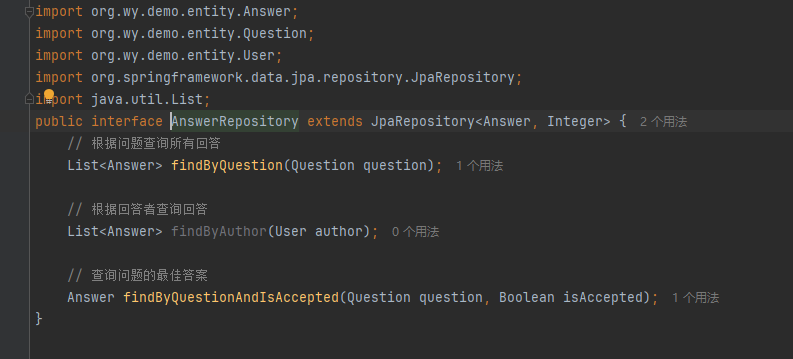 import org.wy.demo.entity.Answer;
import org.wy.demo.entity.Question;
import org.wy.demo.entity.User;
import org.springframework.data.jpa.repository.JpaRepository;
import java.util.List;
public interface AnswerRepository extends JpaRepository<Answer, Integer> { 2 个用法
// 根据问题查询所有回答
List<Answer> findByQuestion(Question question); 1 个用法
// 根据回答者查询回答
List<Answer> findByAuthor(User author); 0 个用法
// 查询问题的最佳答案
Answer findByQuestionAndIsAccepted(Question question, Boolean isAccepted); 1 个用法
}